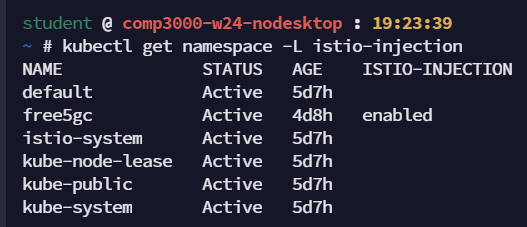 student @ comp3000-w24-nodesktop : 19:23:39
~ # kubectl get namespace -L istio-injection
NAME              STATUS   AGE    ISTIO-INJECTION
default           Active   5d7h
free5gc           Active   4d8h   enabled
istio-system      Active   5d7h
kube-node-lease   Active   5d7h
kube-public       Active   5d7h
kube-system       Active   5d7h